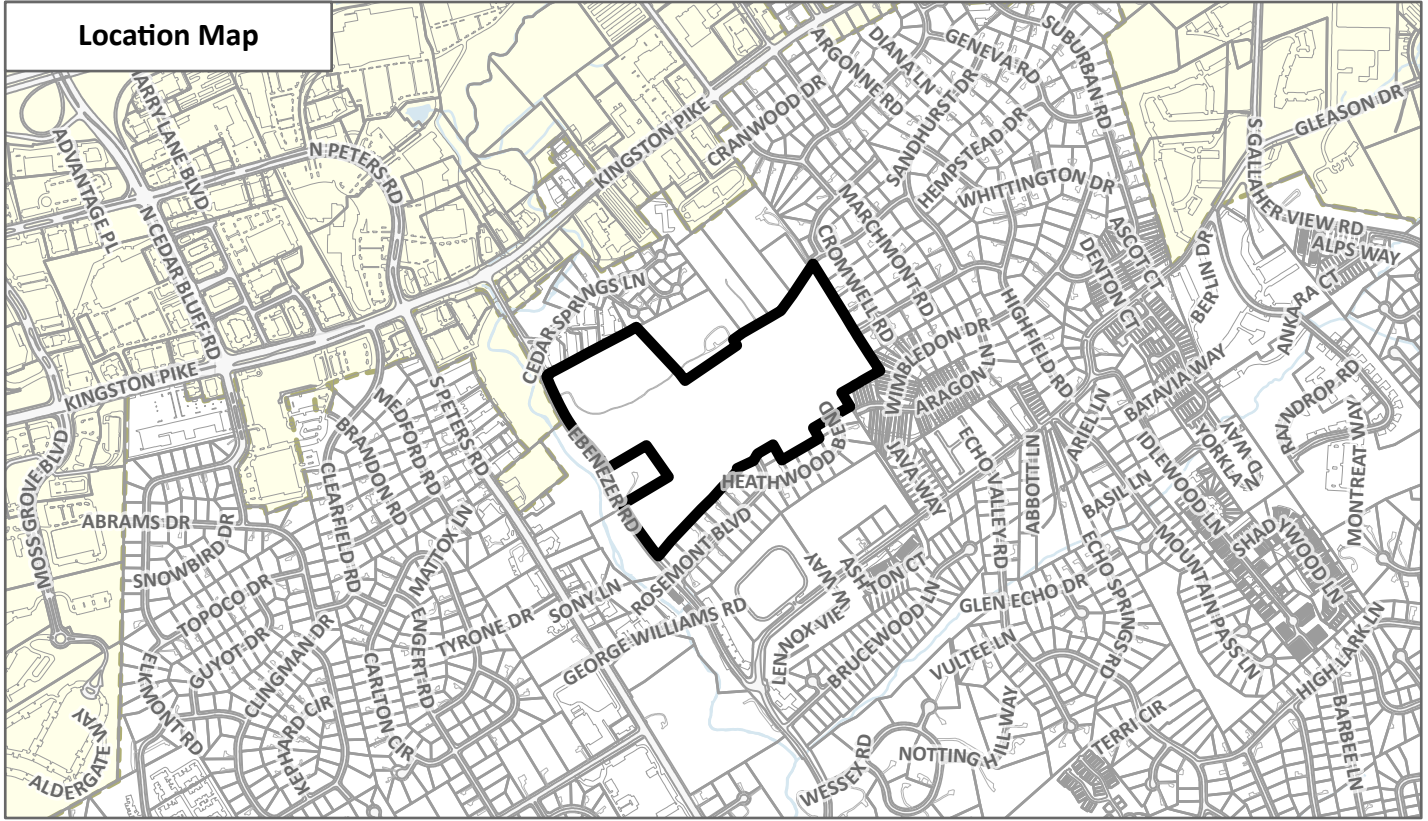 Location Map
ARGONNE RD
DIANA LN
GENEVA RD
SUBURBAN RD
SANDHURST DR
HEMPSTEAD DR
WHITTINGTON DR
S GALLAHER VIEW RD
GLEASON DR
ADVANTAGE PL
N CEDAR BLUFF RD
N PETERS RD
KINGSTON PIKE
CRANWOOD DR
MARCHMONT RD
CROMWELL RD
ASCOT CT
DENTON CT
BERLIN DR
ALPS WAY
ANKARA CT
CEDAR SPRINGS LN
WIMBLEDON DR
HIGHFIELD RD
BATAVIA WAY
RAINDROP RD
MONTREAT WAY
KINGSTON PIKE
MOSS GROVE BLVD
S PETERS RD
MEDFORD RD
BRANDON RD
CLEARFIELD RD
EBENEZER RD
HEATHWOOD
JAVA WAY
ECHO VALLEY RD
ABBOTT LN
ARIEL LN
BASIL LN
IDLEWOOD LN
SHADYWOOD LN
MOUNTAIN PASS LN
ABRAMS DR
SNOWBIRD DR
TOPOCO DR
GUYOT DR
CLINGMAN DR
ELKMONT RD
KEPHARD CIR
CARLTON CIR
ENGERT RD
MATTOX LN
TYRONE DR
SONY LN
ROSEMONT BLVD
GEORGE WILLIAMS RD
LENNOX VIEW WAY
ASHTON CT
BRUCEWOOD LN
GLEN ECHO DR
ECHO SPRINGS RD
VULTEE LN
NOTTING HILL WAY
WESSEX RD
TERRI CIR
HIGH LARK LN
BARBEE LN
ALDERGATE WAY